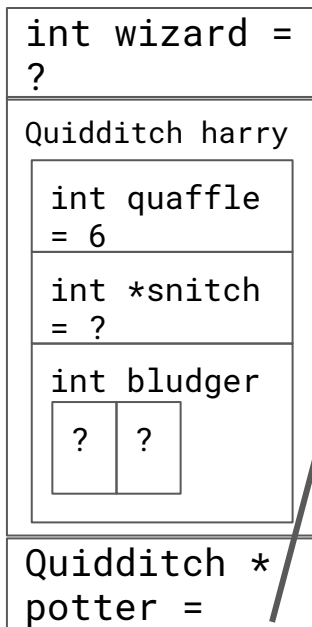 int wizard =
?
Quidditch harry
int quaffle
= 6
int *snitch
= ?
int bludger
? ?
Quidditch *
potter =